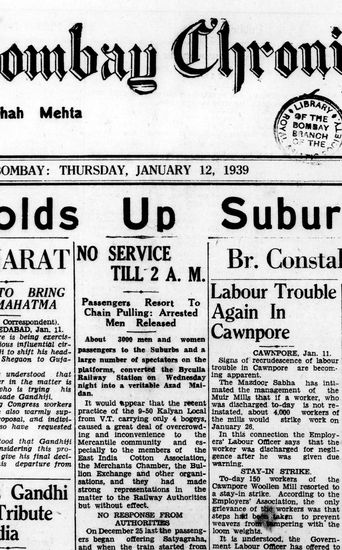 ombay Chroni
hah Mehta
LIBRARY
OF THE
BOMBAY
BRANCH
OF THE
OMBAY: THURSDAY, JANUARY 12, 1939
olds Up Subur
ARAT
TO BRING
MAHATMA
Correspondent).
EDABAD, Jan. 11.
re is being exercis-
ious influential cir-
i to shift his head-
Shegaon to Guja-
understood that
er in the matter is
who is trying his
uade Gandhiji.
y Congress workers
e also warmly sup-
roposal, and indivi-
so have requested
tood that Gandhiji
nsidering this pro-
give his final deci-
his departure from
s Gandhi
Tribute
dia
NO SERVICE
TILL 2 A. M.
Passengers Resort To
Chain Pulling: Arrested
Men Released
About 3000 men and women
passengers to the Suburbs and a
large number of spectators on the
platforms, converted the Byculla
Railway Station on Wednesday
night into a veritable Azad Mai-
dan.
It would appear that the recent
practice of the 9-50 Kalyan Local
from V.T. carrying only 4 bogeys,
caused a great deal of overcrowd-
ing and inconvenience to the
Mercantile community and es-
pecially to the members of the
East India Cotton Association,
the Merchants Chamber, the Bul-
lion Exchange and other organi-
sations, and they had made
strong representations in the
matter to the Railway Authorities
but without effect.
NO RESPONSE FROM
AUTHORITIES
On December 25 last the passen-
gers began offering Satyagraha,
and when the train started from
Br. Constal
Labour Trouble
Again In
Cawnpore
CAWNPORE, Jan. 11.
Signs of recrudescence of labour
trouble in Cawnpore are becom-
ing apparent.
The Mazdoor Sabha has inti-
mated the management of the
Muir Mills that if a worker, who
was discharged to-day is not re-
instated, about 4,000 workers of
the mills would strike work on
January 26.
In this connection the Employ-
ers' Labour Officer says that the
worker was discharged for negli-
gence after he was given due
warning.
STAY-IN STRIKE.
To-day 150 workers of the
Cawnpore Woollen Mill resorted to
a stay-in strike. According to the
Employers' Association, the only
grievance of the workers was that
steps had been taken to prevent
weavers from tampering with the
loom weights.
It is understood, the Govern-
ment Labour Officer has offered to